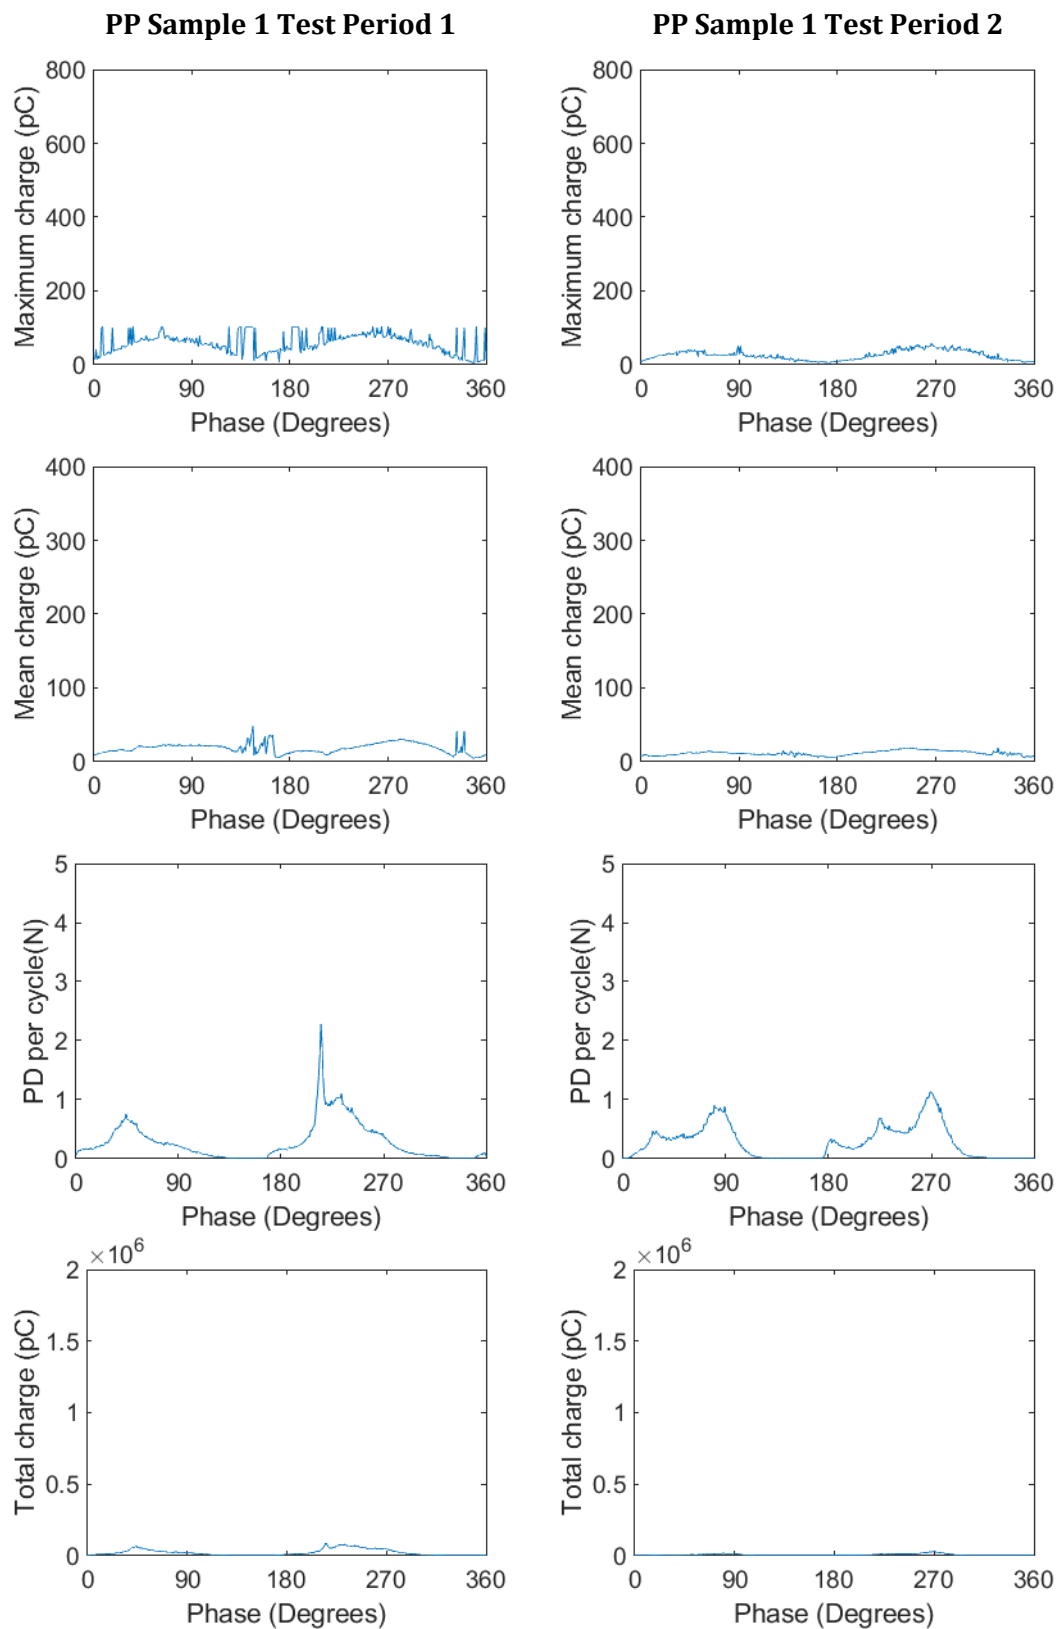 PP Sample 1 Test Period 1
PP Sample 1 Test Period 2
Maximum charge (pC)
800
600
400
200
0
0 90 180 270 360
Phase (Degrees)
Maximum charge (pC)
800
600
400
200
0
0 90 180 270 360
Phase (Degrees)
Mean charge (pC)
400
300
200
100
0
0 90 180 270 360
Phase (Degrees)
Mean charge (pC)
400
300
200
100
0
0 90 180 270 360
Phase (Degrees)
PD per cycle(N)
5
4
3
2
1
0
0 90 180 270 360
Phase (Degrees)
PD per cycle(N)
5
4
3
2
1
0
0 90 180 270 360
Phase (Degrees)
×10⁶
Total charge (pC)
2
1.5
1
0.5
0
0 90 180 270 360
Phase (Degrees)
×10⁶
Total charge (pC)
2
1.5
1
0.5
0
0 90 180 270 360
Phase (Degrees)